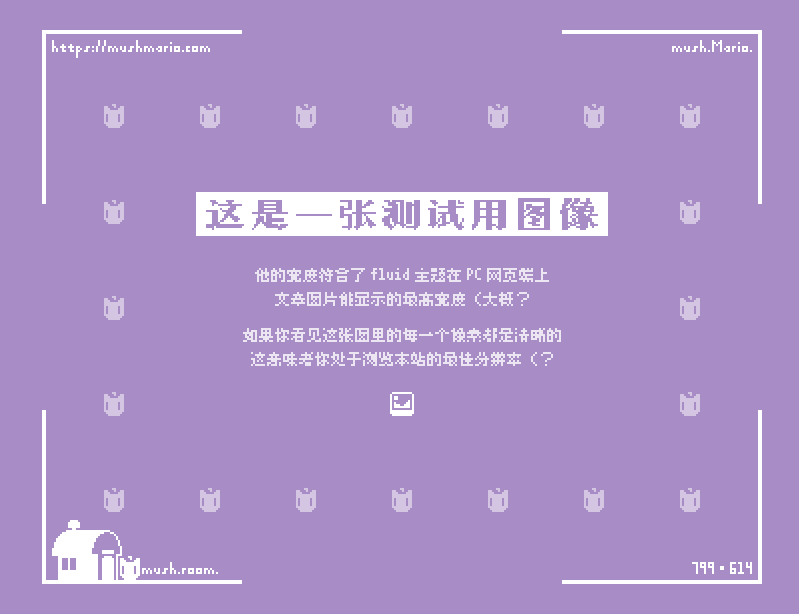 https://mushmario.com
mush.Mario.
这是一张测试用图像
他的宽度符合了 fluid 主题在 PC 网页端上
文章图片能显示的最高宽度（大概？
如果你看见这张图里的每一个像素都是清晰的
这意味着你处于浏览本站的最佳分辨率（？
mush.room.
799 * 614